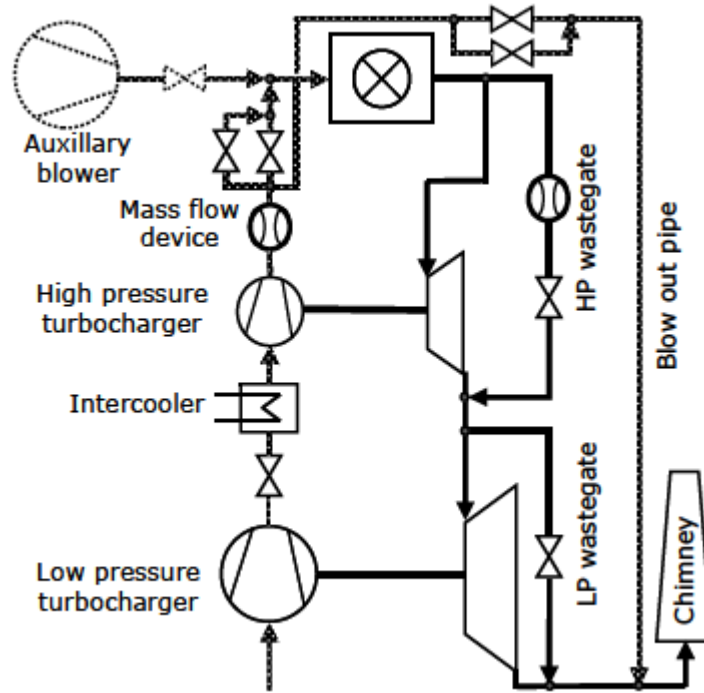 Auxillary
blower
Mass flow
device
High pressure
turbocharger
Intercooler
Low pressure
turbocharger
HP wastegate
LP wastegate
Blow out pipe
Chimney